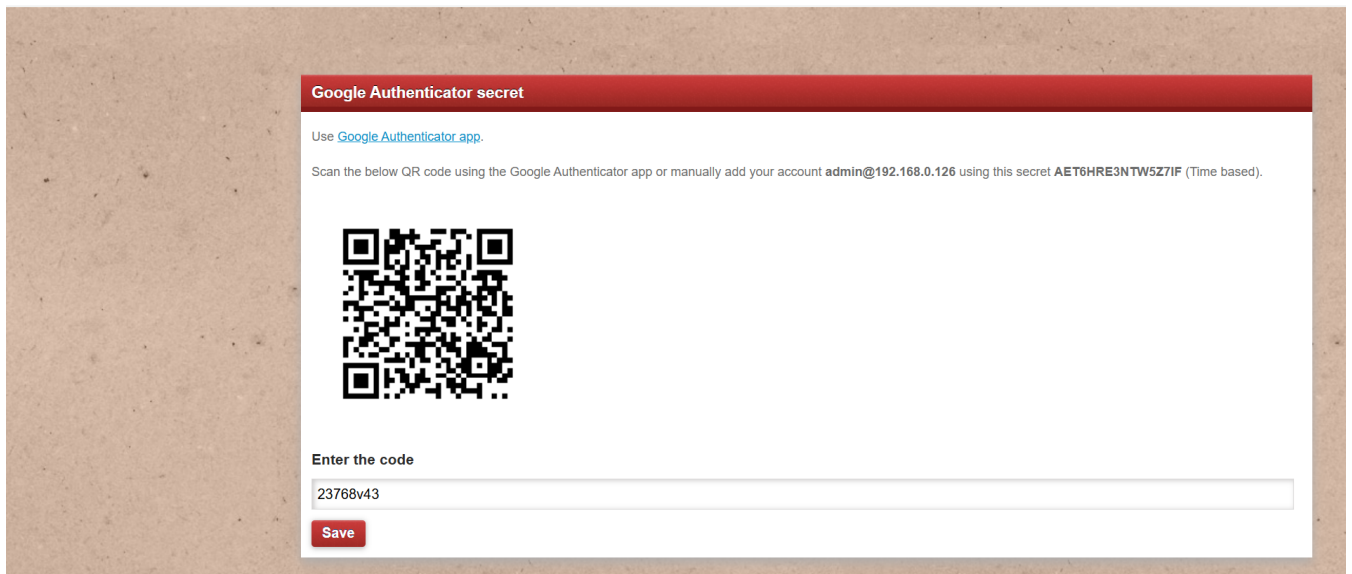 Google Authenticator secret
Use Google Authenticator app.
Scan the below QR code using the Google Authenticator app or manually add your account admin@192.168.0.126 using this secret AET6HRE3NTW5Z7IF (Time based).
Enter the code
23768v43
Save